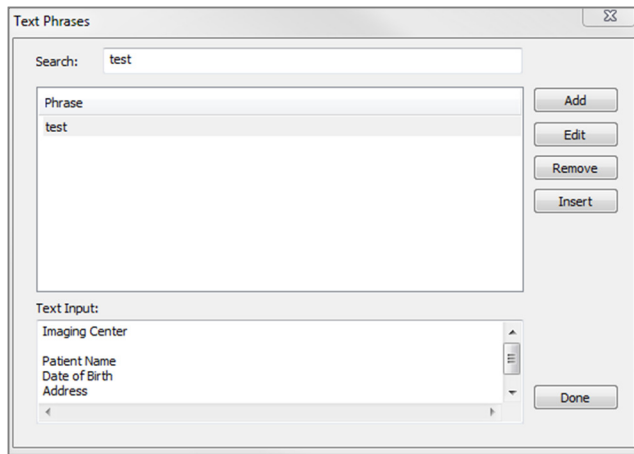 Text Phrases
Search: test
Phrase
test
Add
Edit
Remove
Insert
Text Input:
Imaging Center
Patient Name
Date of Birth
Address
Done